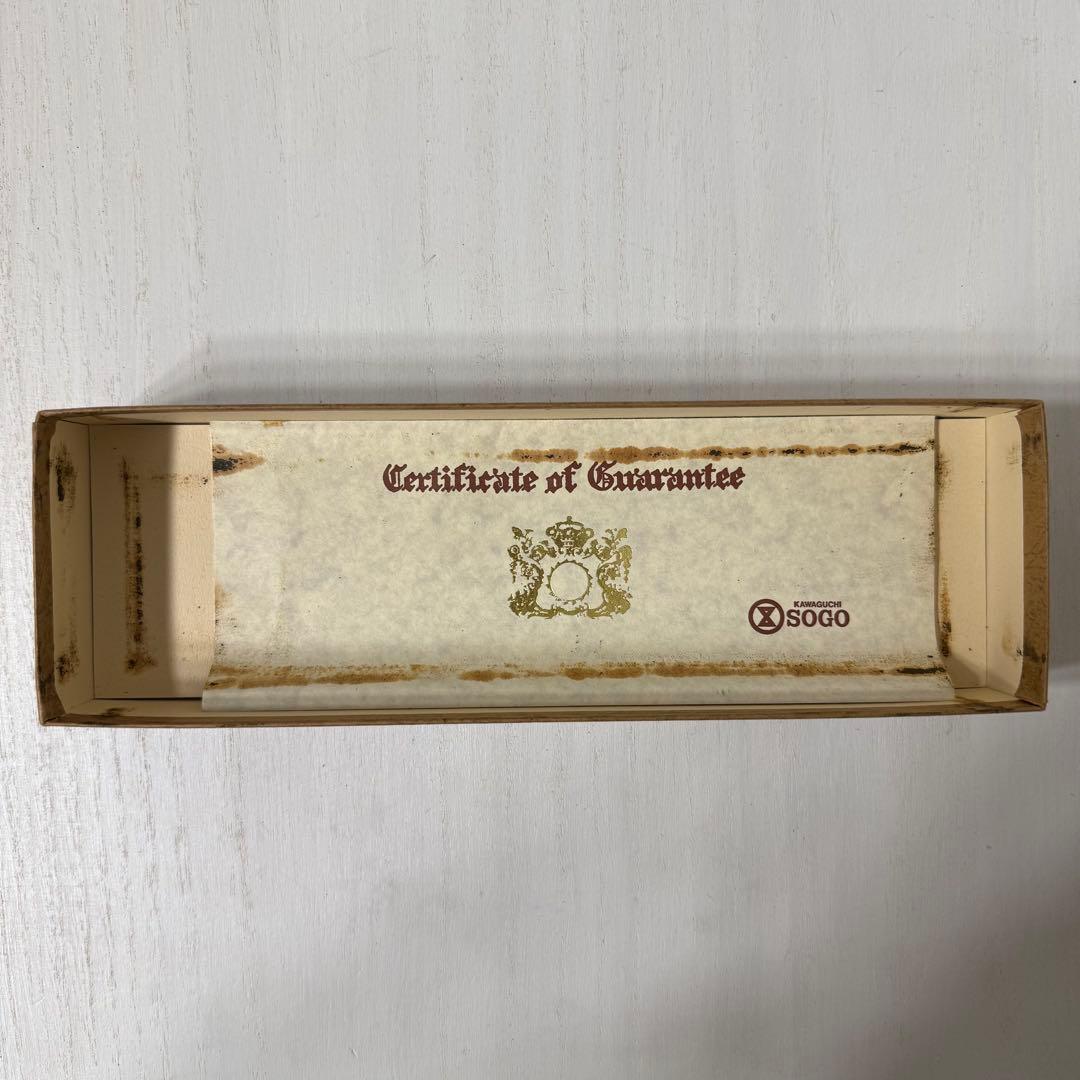 Certificate of Guarantee
KAWAGUCHI
SOGO